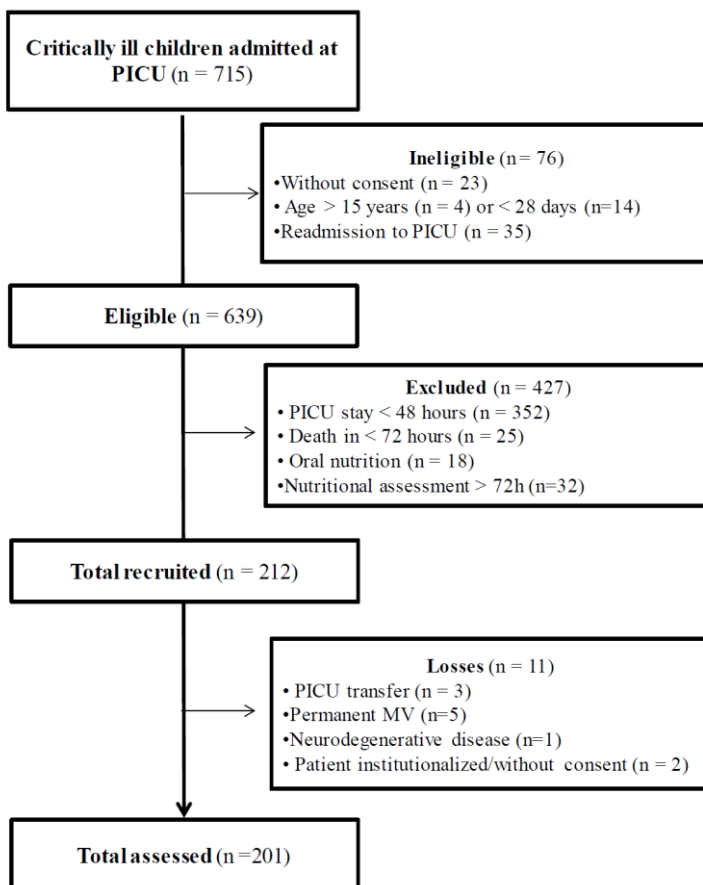 Critically ill children admitted at
PICU (n = 715)
Ineligible (n= 76)
•Without consent (n = 23)
•Age > 15 years (n = 4) or < 28 days (n=14)
•Readmission to PICU (n = 35)
Eligible (n = 639)
Excluded (n = 427)
• PICU stay < 48 hours (n = 352)
• Death in < 72 hours (n = 25)
• Oral nutrition (n = 18)
•Nutritional assessment > 72h (n=32)
Total recruited (n = 212)
Losses (n = 11)
• PICU transfer (n = 3)
•Permanent MV (n=5)
•Neurodegenerative disease (n=1)
• Patient institutionalized/without consent (n = 2)
Total assessed (n =201)